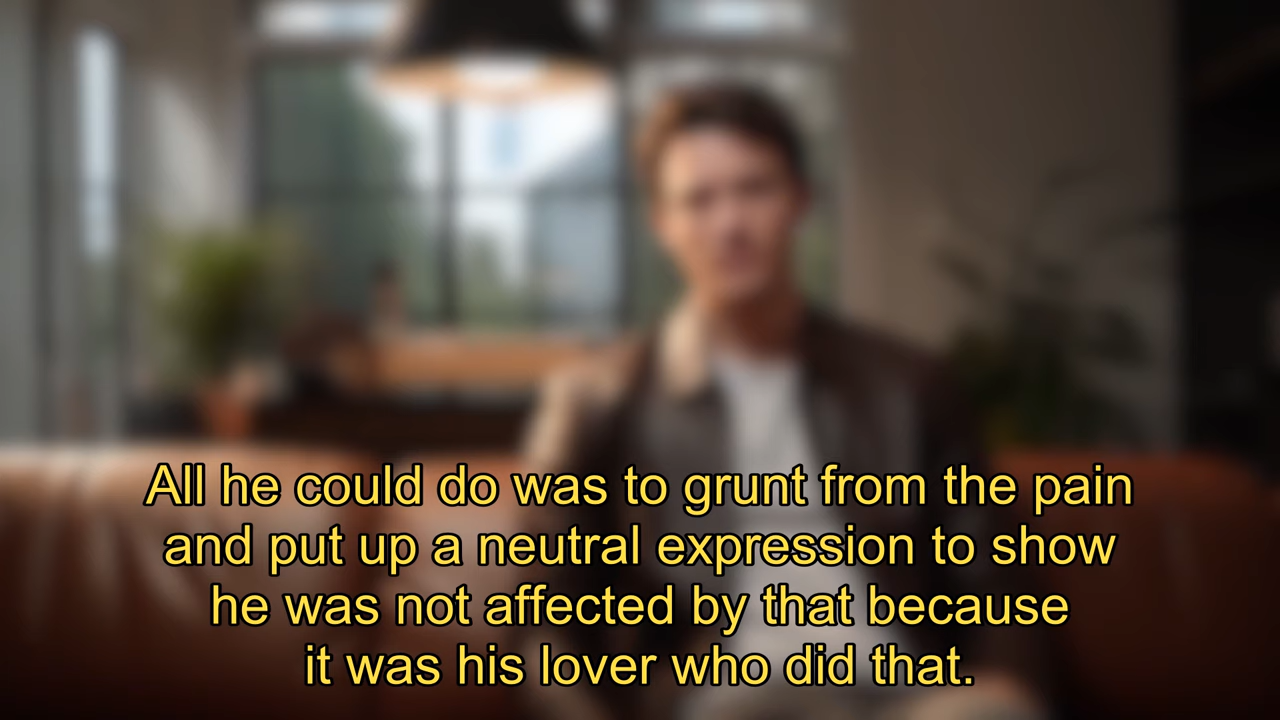 All he could do was to grunt from the pain
and put up a neutral expression to show
he was not affected by that because
it was his lover who did that.